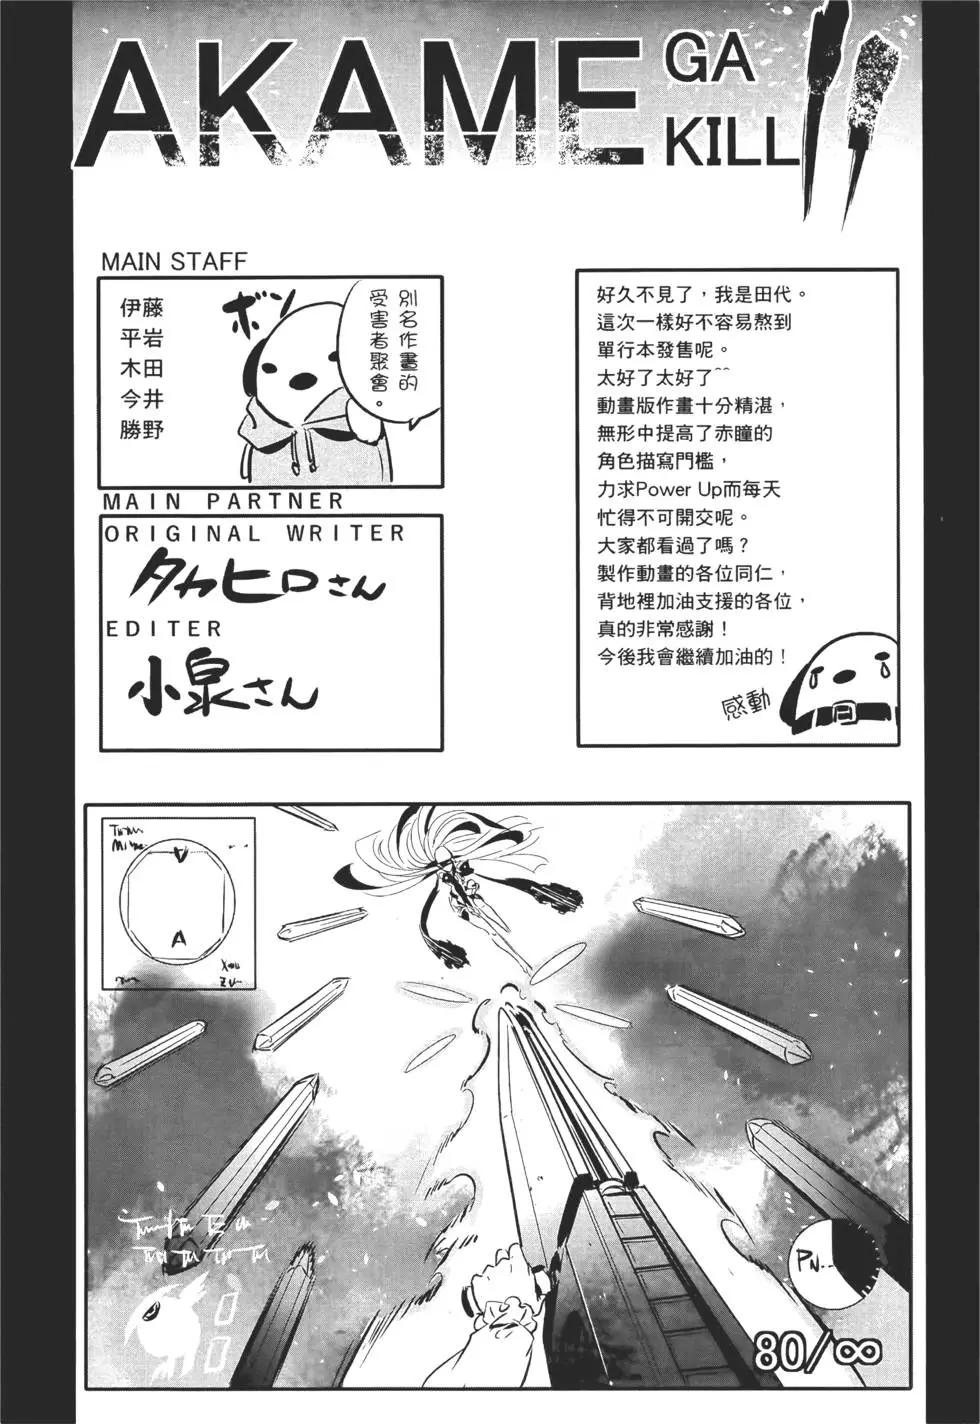 AKAME GA KILL!!
MAIN STAFF
伊藤
平岩
木田
今井
勝野
ボン
別名作畫的
受害者聚會。
MAIN PARTNER
ORIGINAL WRITER
タカヒロさん
EDITER
小泉さん
好久不見了，我是田代。
這次一樣好不容易熬到
單行本發售呢。
太好了太好了^^
動畫版作畫十分精湛，
無形中提高了赤瞳的
角色描寫門檻，
力求Power Up而每天
忙得不可開交呢。
大家都看過了嗎？
製作動畫的各位同仁，
背地裡加油支援的各位，
真的非常感謝！
今後我會繼續加油的！
感動
A
80/∞